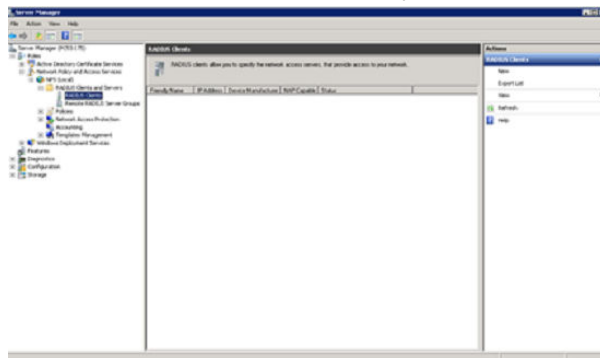 Server Manager
File Action View Help
Roles
Active Directory Certificate Services
Network Policy and Access Services
NPS (Local)
RADIUS Clients and Servers
RADIUS Clients
Remote RADIUS Server Groups
Policies
Network Access Protection
Accounting
Templates Management
Windows Deployment Services
Features
Diagnostics
Configuration
Storage
RADIUS Clients
RADIUS clients allow you to specify the network access servers, that provide access to your network.
Friendly Name IP Address Device Manufacturer NAP Capable Status
Actions
RADIUS Clients
New
Export List
View
Refresh
Help